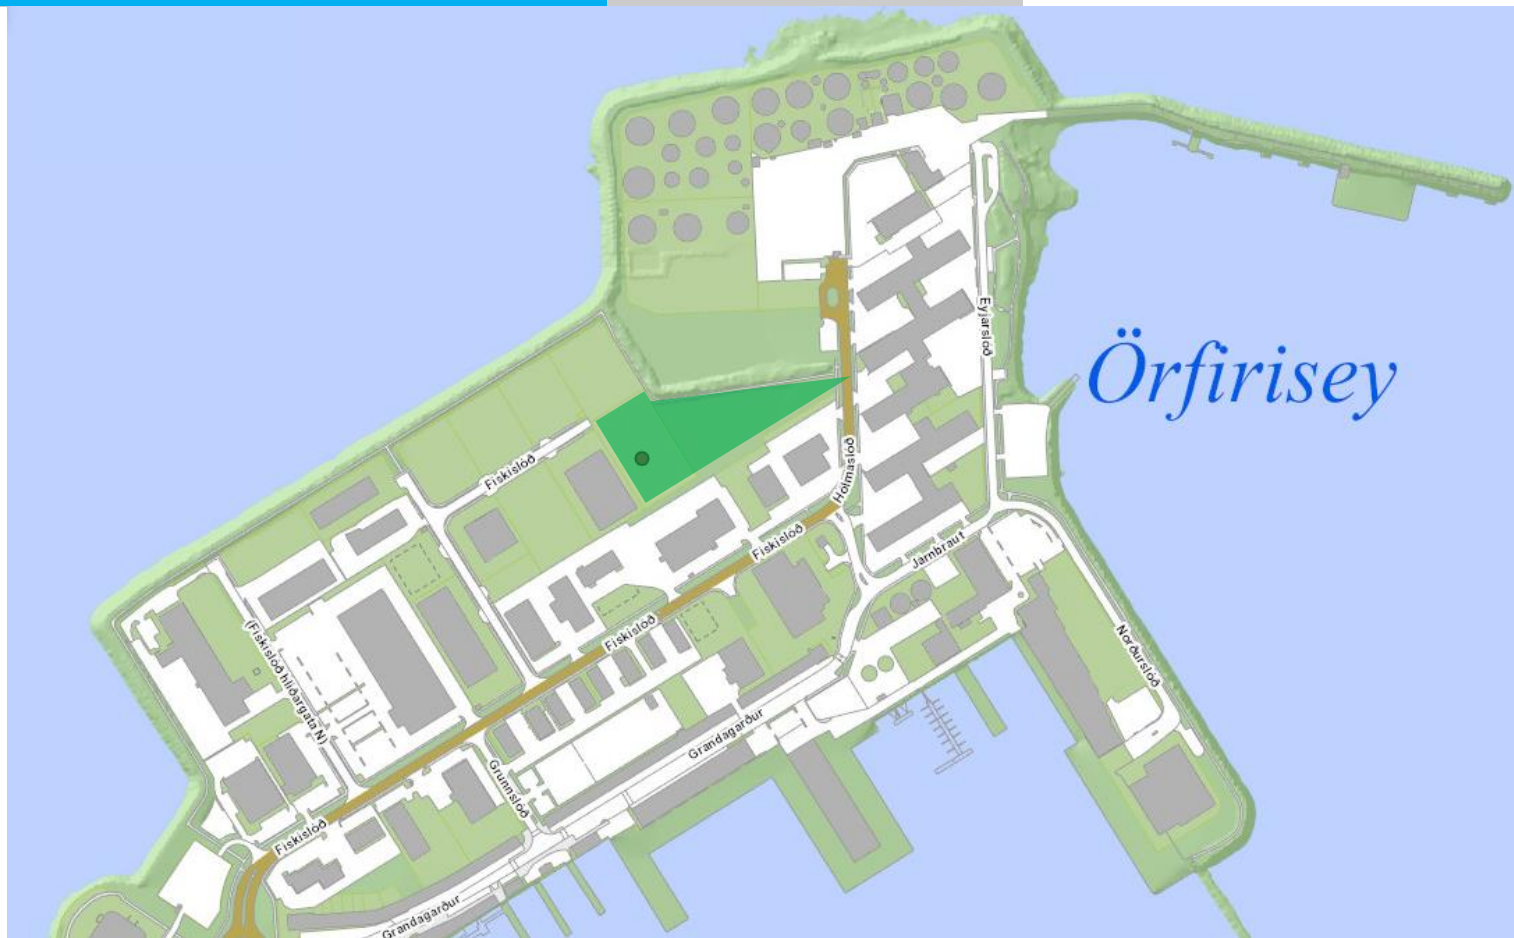 Eyjarslóð
Örfirisey
Fiskislóð
Hólmaslóð
Fiskislóð
Járnbraut
Fiskislóð
(Fiskislóð hliðargata N)
Norðurslóð
Grandagarður
Grunnslóð
Fiskislóð
Grandagarður